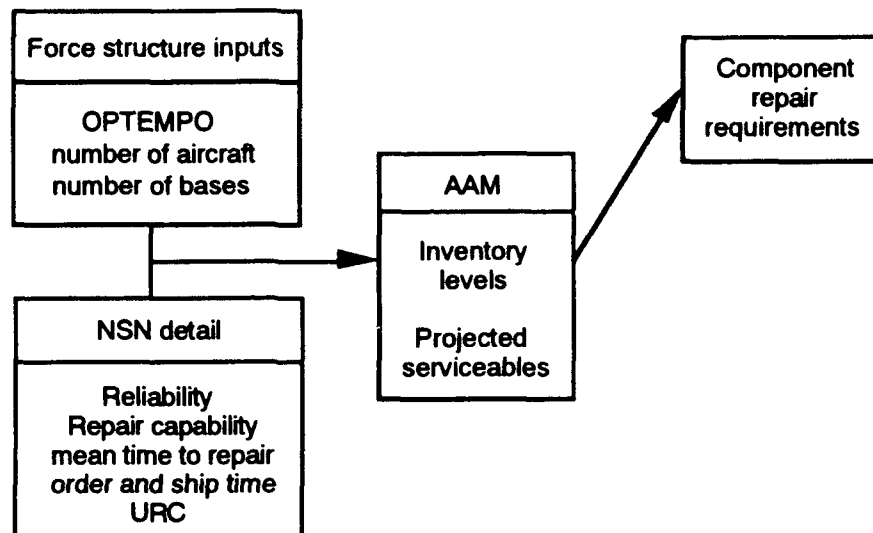 Force structure inputs
OPTEMPO
number of aircraft
number of bases
NSN detail
Reliability
Repair capability
mean time to repair
order and ship time
URC
AAM
Inventory
levels
Projected
serviceables
Component
repair
requirements